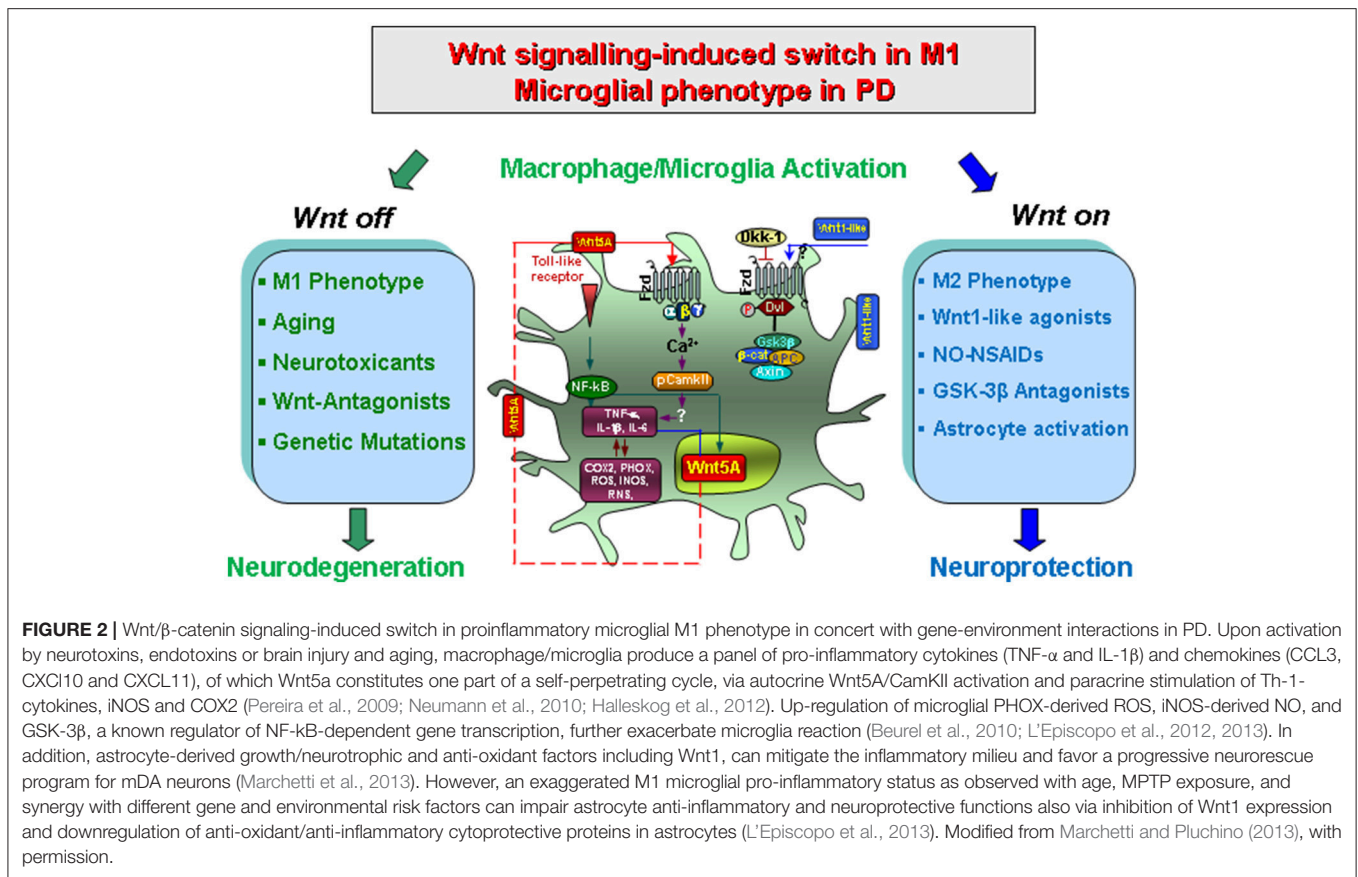 Wnt signalling-induced switch in M1
Microglial phenotype in PD
Macrophage/Microglia Activation
Wnt off
▪ M1 Phenotype
▪ Aging
▪ Neurotoxicants
▪ Wnt-Antagonists
▪ Genetic Mutations
Neurodegeneration
Wnt5A
Toll-like
receptor
Fzd
α β γ
Ca²⁺
pCamkII
?
NF-kB
TNF-α,
IL-1β, IL-6
COX2, PHOX,
ROS, INOS,
RNS,
Wnt5A
Wnt5A
Dkk-1
Wnt1-like
?
Fzd
P
Dvl
Gsk3β
β-cat
APC
Axin
Wnt1-like
Wnt on
▪ M2 Phenotype
▪ Wnt1-like agonists
▪ NO-NSAIDs
▪ GSK-3β Antagonists
▪ Astrocyte activation
Neuroprotection
FIGURE 2 | Wnt/β-catenin signaling-induced switch in proinflammatory microglial M1 phenotype in concert with gene-environment interactions in PD. Upon activation
by neurotoxins, endotoxins or brain injury and aging, macrophage/microglia produce a panel of pro-inflammatory cytokines (TNF-α and IL-1β) and chemokines (CCL3,
CXCl10 and CXCL11), of which Wnt5a constitutes one part of a self-perpetrating cycle, via autocrine Wnt5A/CamKII activation and paracrine stimulation of Th-1-
cytokines, iNOS and COX2 (Pereira et al., 2009; Neumann et al., 2010; Halleskog et al., 2012). Up-regulation of microglial PHOX-derived ROS, iNOS-derived NO, and
GSK-3β, a known regulator of NF-kB-dependent gene transcription, further exacerbate microglia reaction (Beurel et al., 2010; L'Episcopo et al., 2012, 2013). In
addition, astrocyte-derived growth/neurotrophic and anti-oxidant factors including Wnt1, can mitigate the inflammatory milieu and favor a progressive neurorescue
program for mDA neurons (Marchetti et al., 2013). However, an exaggerated M1 microglial pro-inflammatory status as observed with age, MPTP exposure, and
synergy with different gene and environmental risk factors can impair astrocyte anti-inflammatory and neuroprotective functions also via inhibition of Wnt1 expression
and downregulation of anti-oxidant/anti-inflammatory cytoprotective proteins in astrocytes (L'Episcopo et al., 2013). Modified from Marchetti and Pluchino (2013), with
permission.